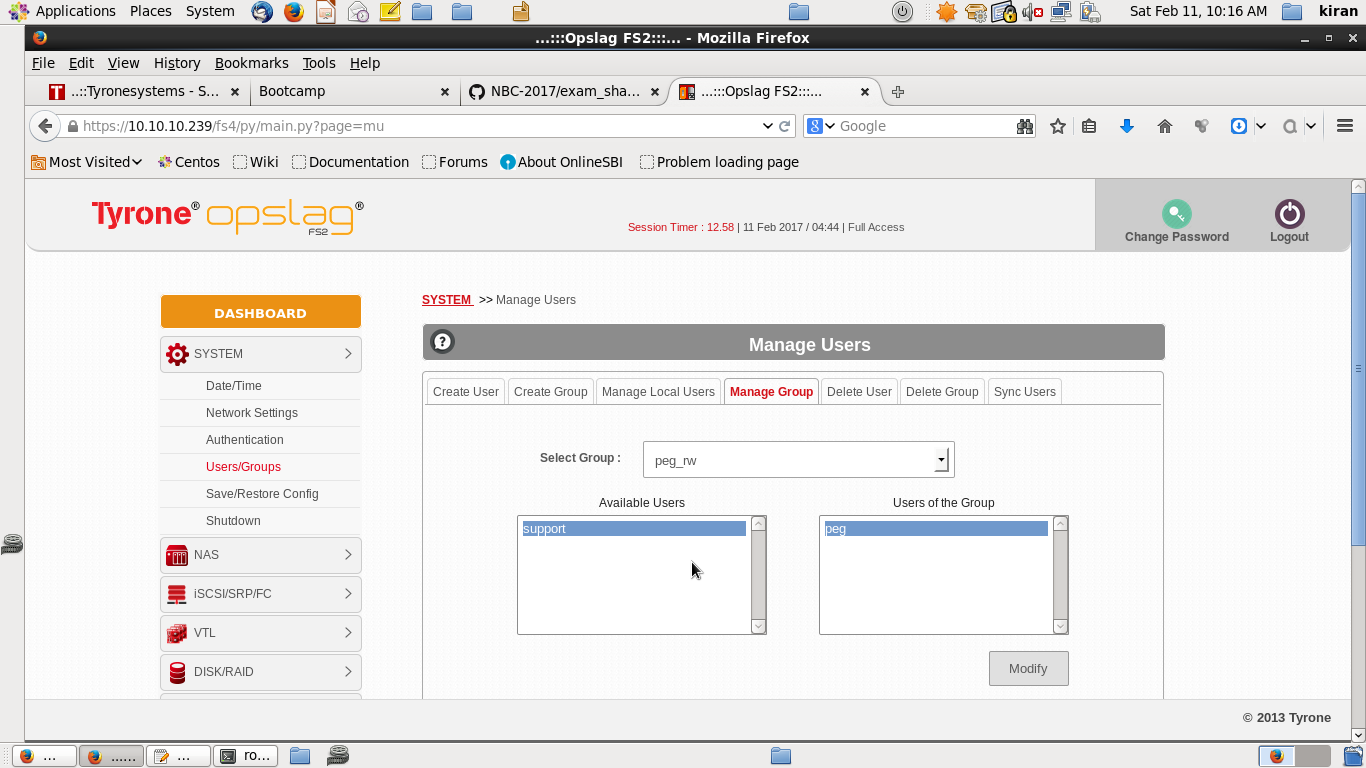 Applications Places System Sat Feb 11, 10:16 AM kiran
...:::Opslag FS2:::... - Mozilla Firefox
File Edit View History Bookmarks Tools Help
..::Tyronesystems - S... Bootcamp NBC-2017/exam_sha... ...:::Opslag FS2:::...
https://10.10.10.239/fs4/py/main.py?page=mu Google
Most Visited Centos Wiki Documentation Forums About OnlineSBI Problem loading page
Tyrone® opslag® FS2
Session Timer : 12.58 | 11 Feb 2017 / 04:44 | Full Access
Change Password Logout
SYSTEM >> Manage Users
DASHBOARD
SYSTEM
Date/Time
Network Settings
Authentication
Users/Groups
Save/Restore Config
Shutdown
NAS
iSCSI/SRP/FC
VTL
DISK/RAID
Manage Users
Create User Create Group Manage Local Users Manage Group Delete User Delete Group Sync Users
Select Group : peg_rw
Available Users Users of the Group
support peg
Modify
© 2013 Tyrone
... ...... ... ro...